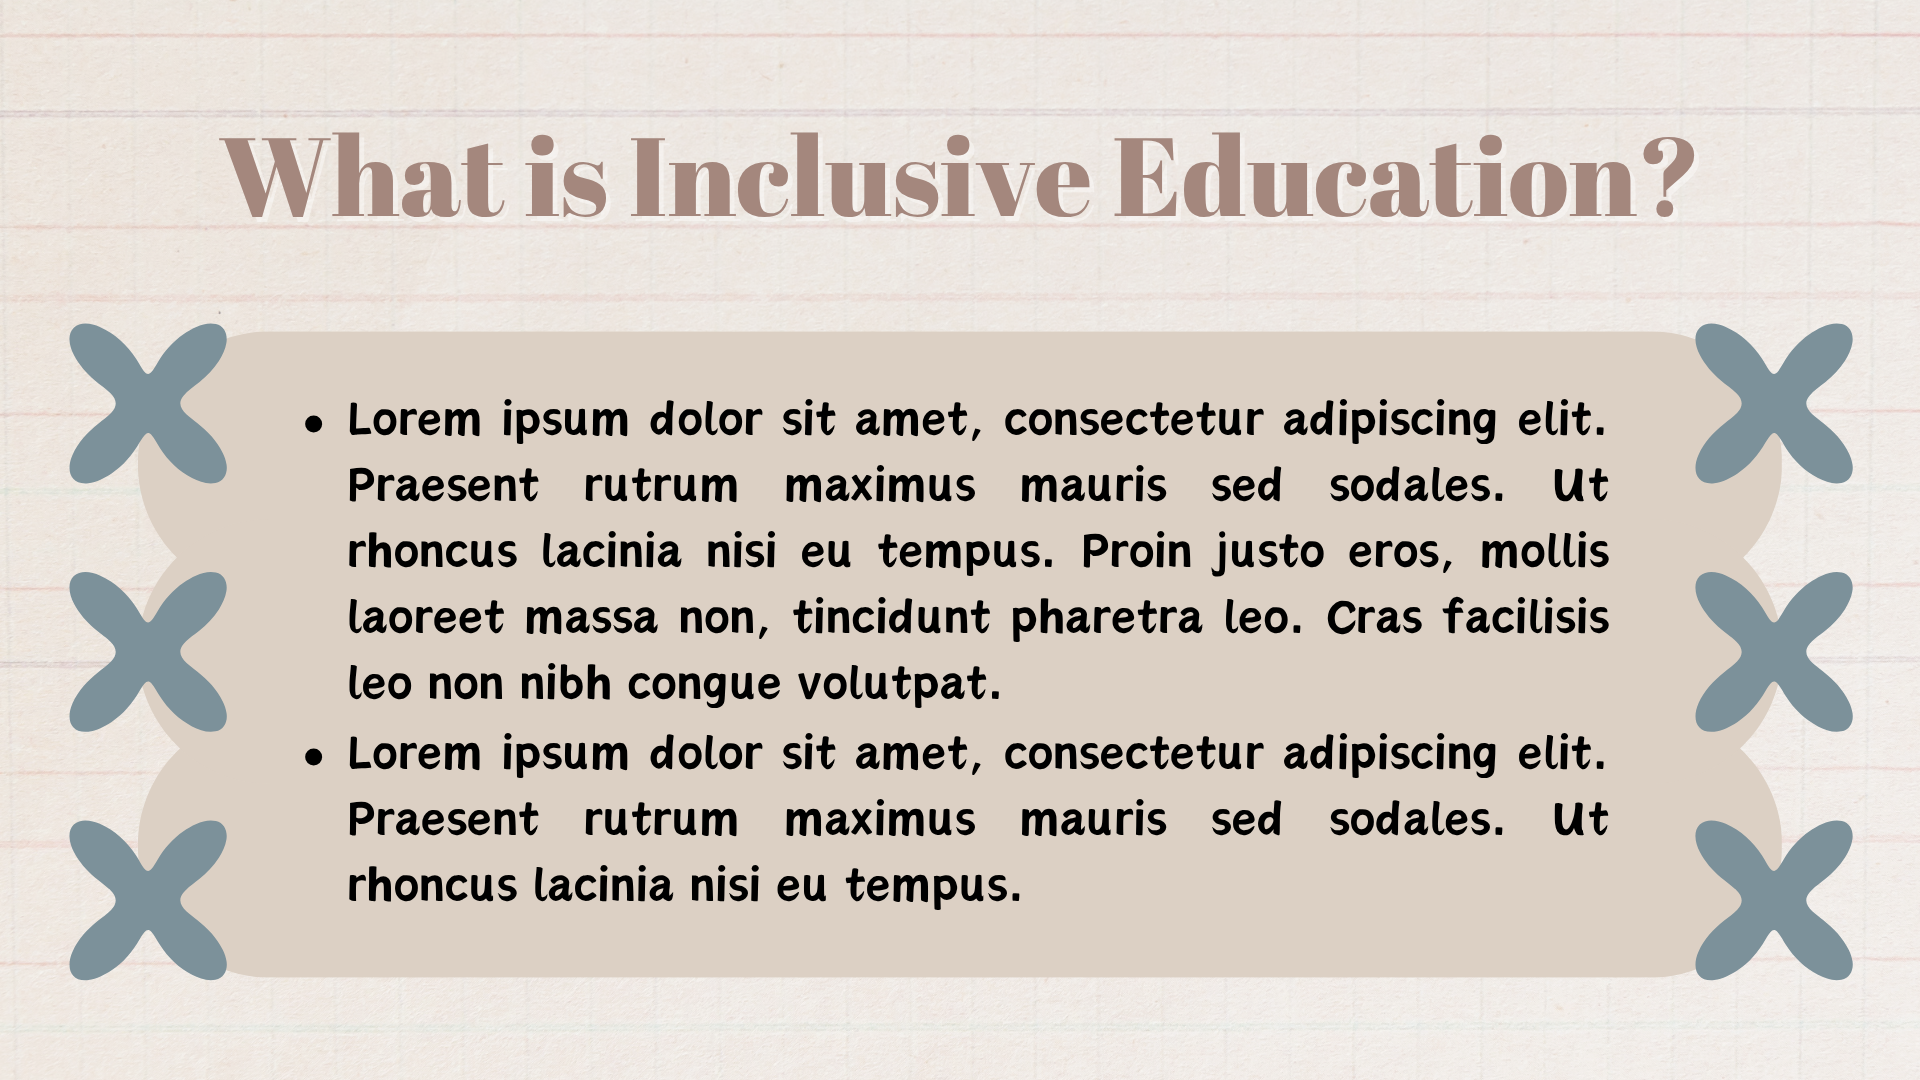 What is Inclusive Education?
• Lorem ipsum dolor sit amet, consectetur adipiscing elit.
Praesent rutrum maximus mauris sed sodales. Ut
rhoncus lacinia nisi eu tempus. Proin justo eros, mollis
laoreet massa non, tincidunt pharetra leo. Cras facilisis
leo non nibh congue volutpat.
• Lorem ipsum dolor sit amet, consectetur adipiscing elit.
Praesent rutrum maximus mauris sed sodales. Ut
rhoncus lacinia nisi eu tempus.